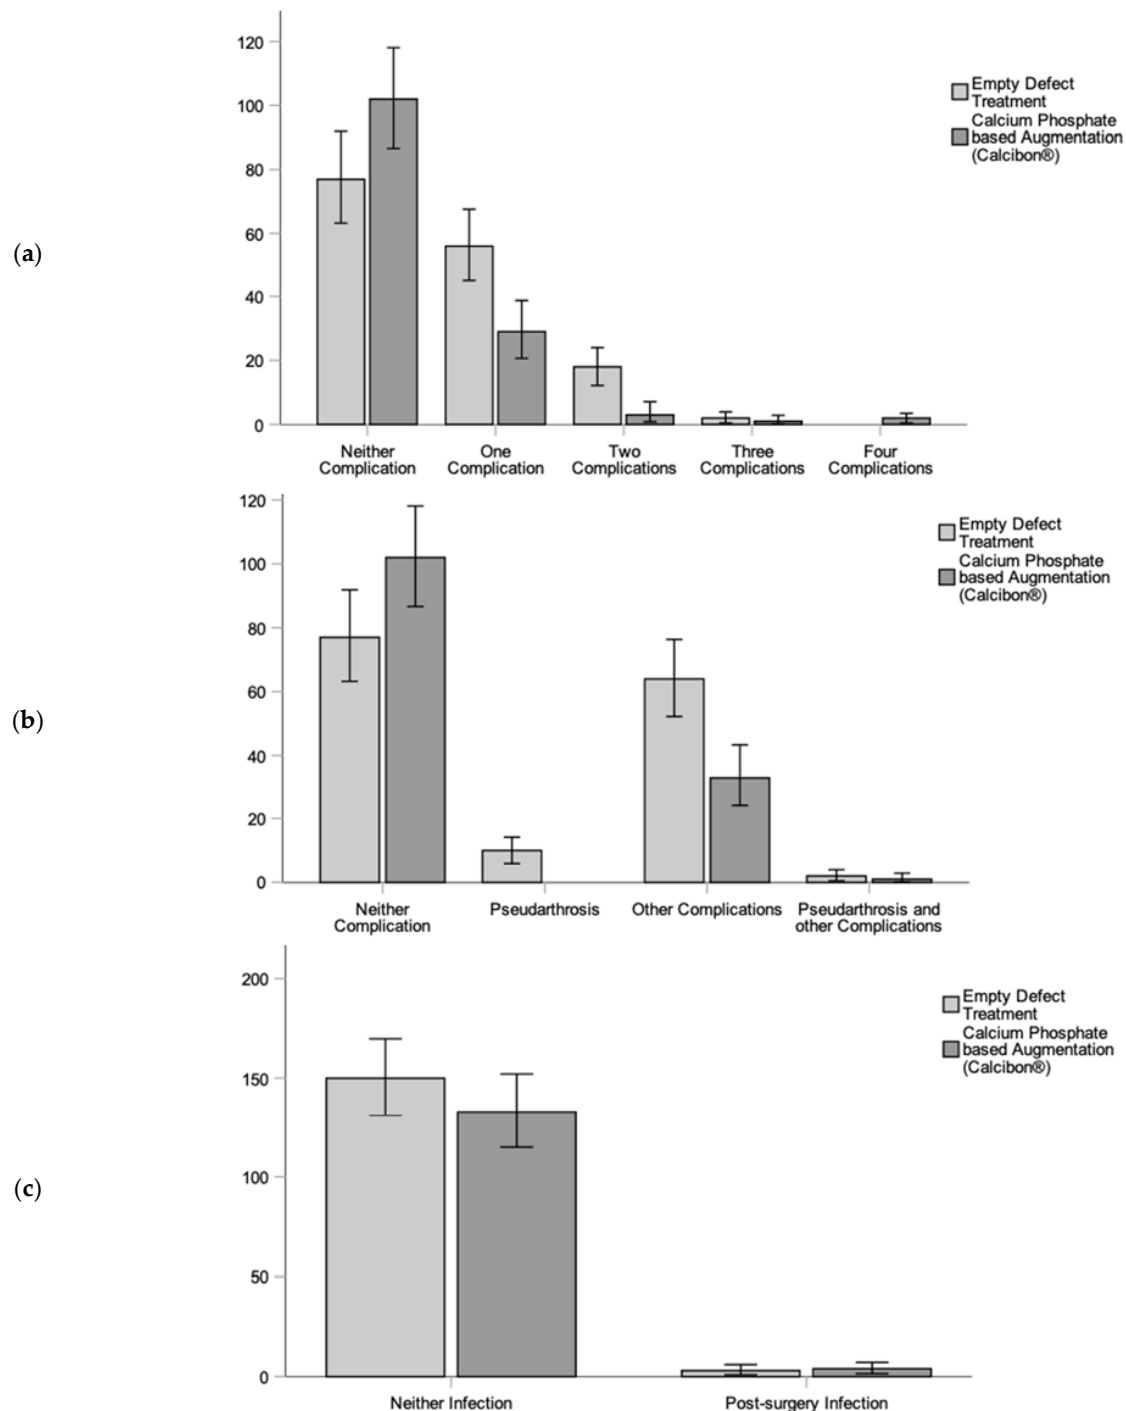 (a)
120
100
80
60
40
20
0
Neither
Complication
One
Complication
Two
Complications
Three
Complications
Four
Complications
Empty Defect
Treatment
Calcium Phosphate
based Augmentation
(Calcibon®)
(b)
120
100
80
60
40
20
0
Neither
Complication
Pseudarthrosis
Other Complications
Pseudarthrosis and
other Complications
Empty Defect
Treatment
Calcium Phosphate
based Augmentation
(Calcibon®)
(c)
200
150
100
50
0
Neither Infection
Post-surgery Infection
Empty Defect
Treatment
Calcium Phosphate
based Augmentation
(Calcibon®)